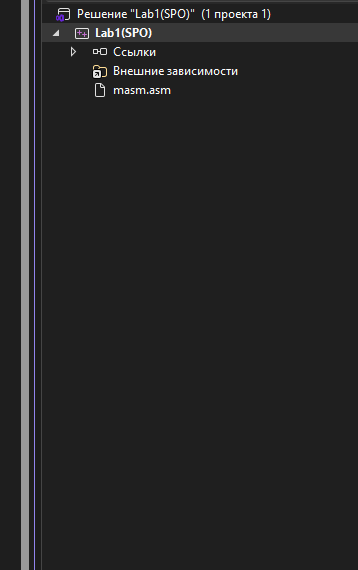 Решение "Lab1(SPO)" (1 проекта 1)
Lab1(SPO)
Ссылки
Внешние зависимости
masm.asm